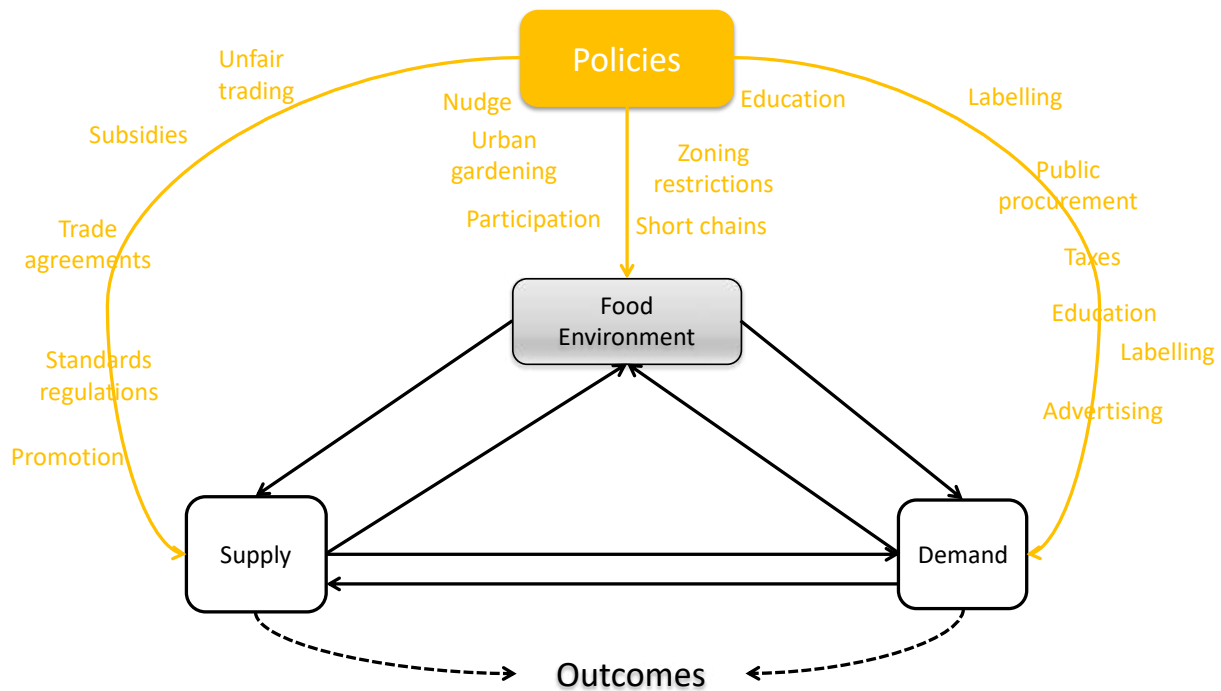 Policies
Unfair
trading
Nudge
Education
Labelling
Subsidies
Urban
gardening
Zoning
restrictions
Public
procurement
Participation
Short chains
Trade
agreements
Taxes
Food
Environment
Education
Standards
regulations
Labelling
Advertising
Promotion
Supply
Demand
Outcomes